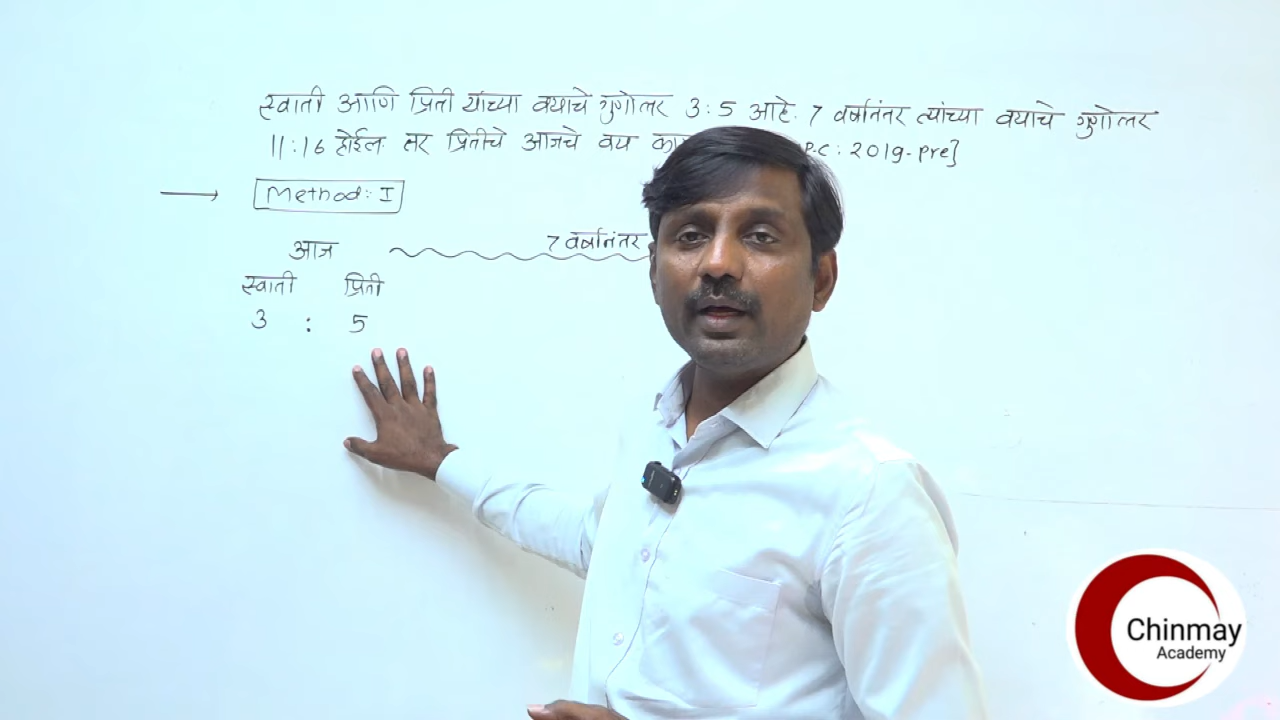 स्वाती आणि प्रिती यांच्या वयाचे गुणोत्तर 3:5 आहे. 7 वर्षानंतर त्यांच्या वयाचे गुणोत्तर
11:16 होईल. तर प्रितीचे आजचे वय P.C: 2019-pre]
Method: I
आज 7 वर्षानंतर
स्वाती प्रिती
3 : 5
Chinmay
Academy